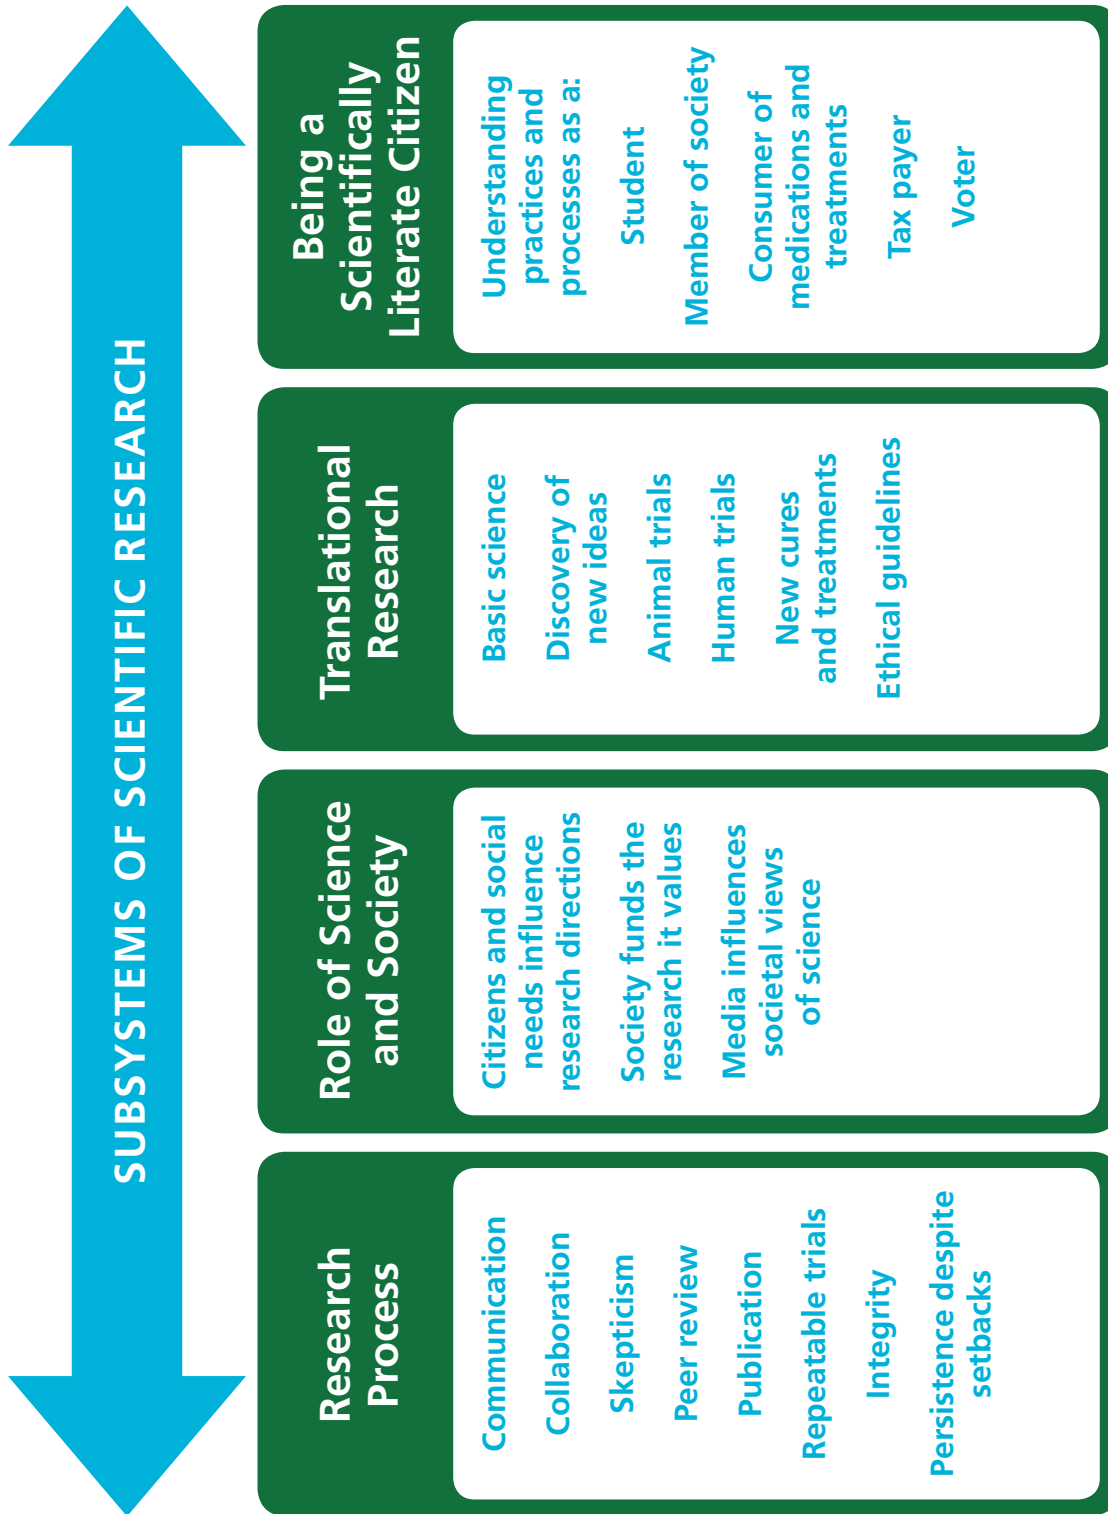 SUBSYSTEMS OF SCIENTIFIC RESEARCH
Research
Process
Communication
Collaboration
Skepticism
Peer review
Publication
Repeatable trials
Integrity
Persistence despite
setbacks
Role of Science
and Society
Citizens and social
needs influence
research directions
Society funds the
research it values
Media influences
societal views
of science
Translational
Research
Basic science
Discovery of
new ideas
Animal trials
Human trials
New cures
and treatments
Ethical guidelines
Being a
Scientifically
Literate Citizen
Understanding
practices and
processes as a:
Student
Member of society
Consumer of
medications and
treatments
Tax payer
Voter